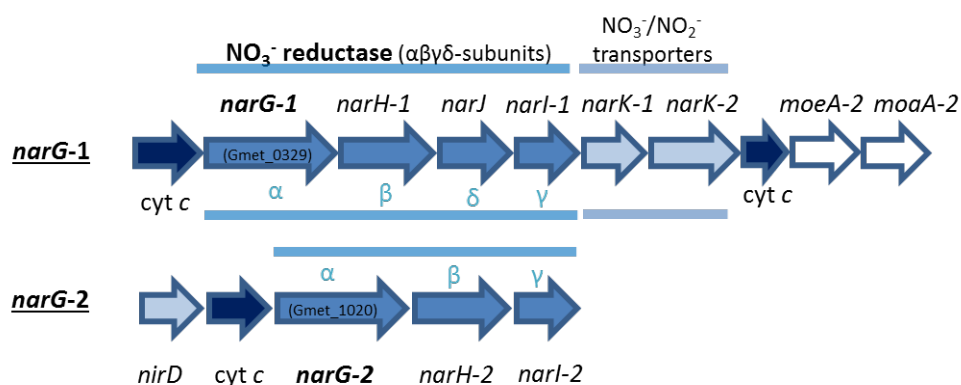 NO₃⁻ reductase (αβγδ-subunits)
NO₃⁻/NO₂⁻
transporters
narG-1 narH-1 narJ narI-1 narK-1 narK-2 moeA-2 moaA-2
narG-1
(Gmet_0329)
cyt c α β δ γ cyt c
α β γ
narG-2
(Gmet_1020)
nirD cyt c narG-2 narH-2 narI-2